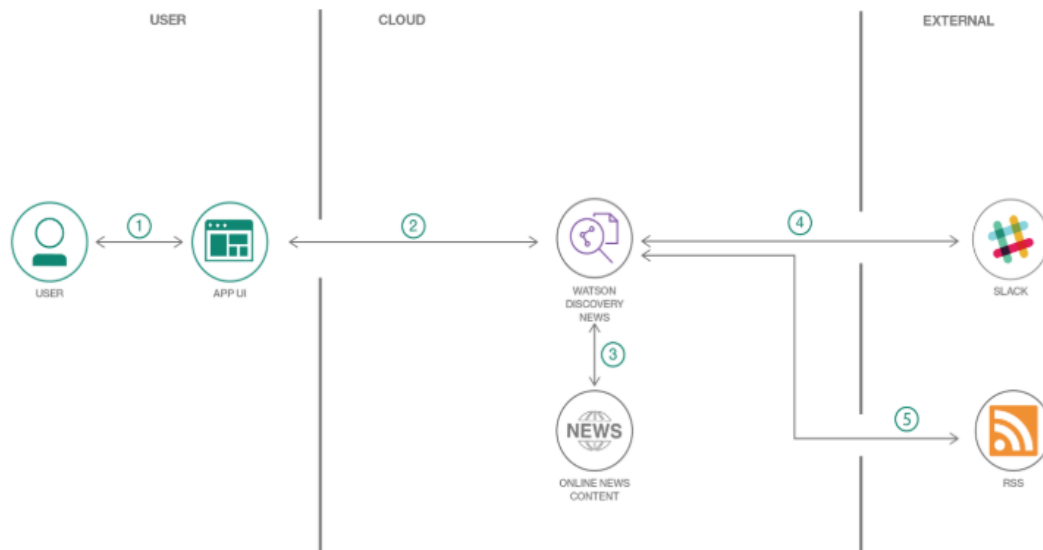 USER
CLOUD
EXTERNAL
1
2
4
USER
APP UI
WATSON
DISCOVERY
NEWS
SLACK
3
NEWS
5
ONLINE NEWS
CONTENT
RSS